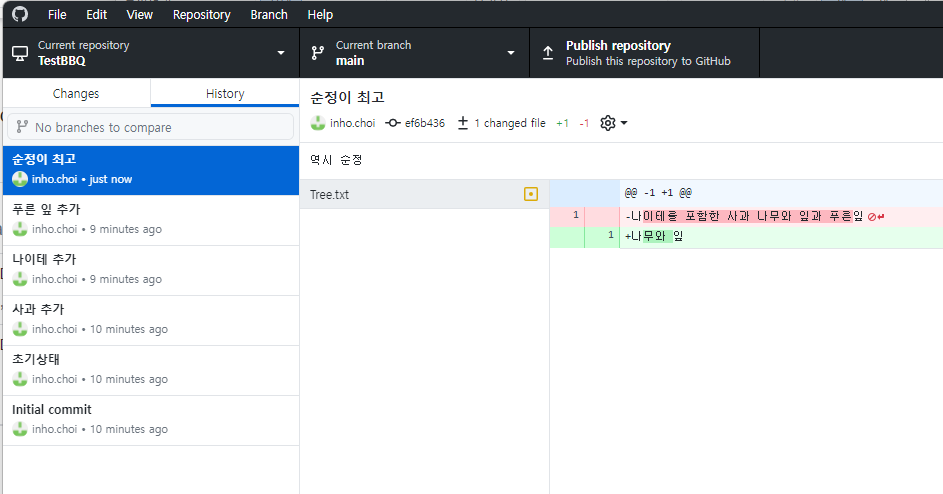 File Edit View Repository Branch Help
Current repository
TestBBQ
Current branch
main
Publish repository
Publish this repository to GitHub
Changes History
No branches to compare
순정이 최고
inho.choi • just now
푸른 잎 추가
inho.choi • 9 minutes ago
나이테 추가
inho.choi • 9 minutes ago
사과 추가
inho.choi • 10 minutes ago
초기상태
inho.choi • 10 minutes ago
Initial commit
inho.choi • 10 minutes ago
순정이 최고
inho.choi ef6b436 1 changed file +1 -1
역시 순정
Tree.txt
@@ -1 +1 @@
1 -나이테를 포함한 사과 나무와 잎과 푸른잎
1 +나무와 잎